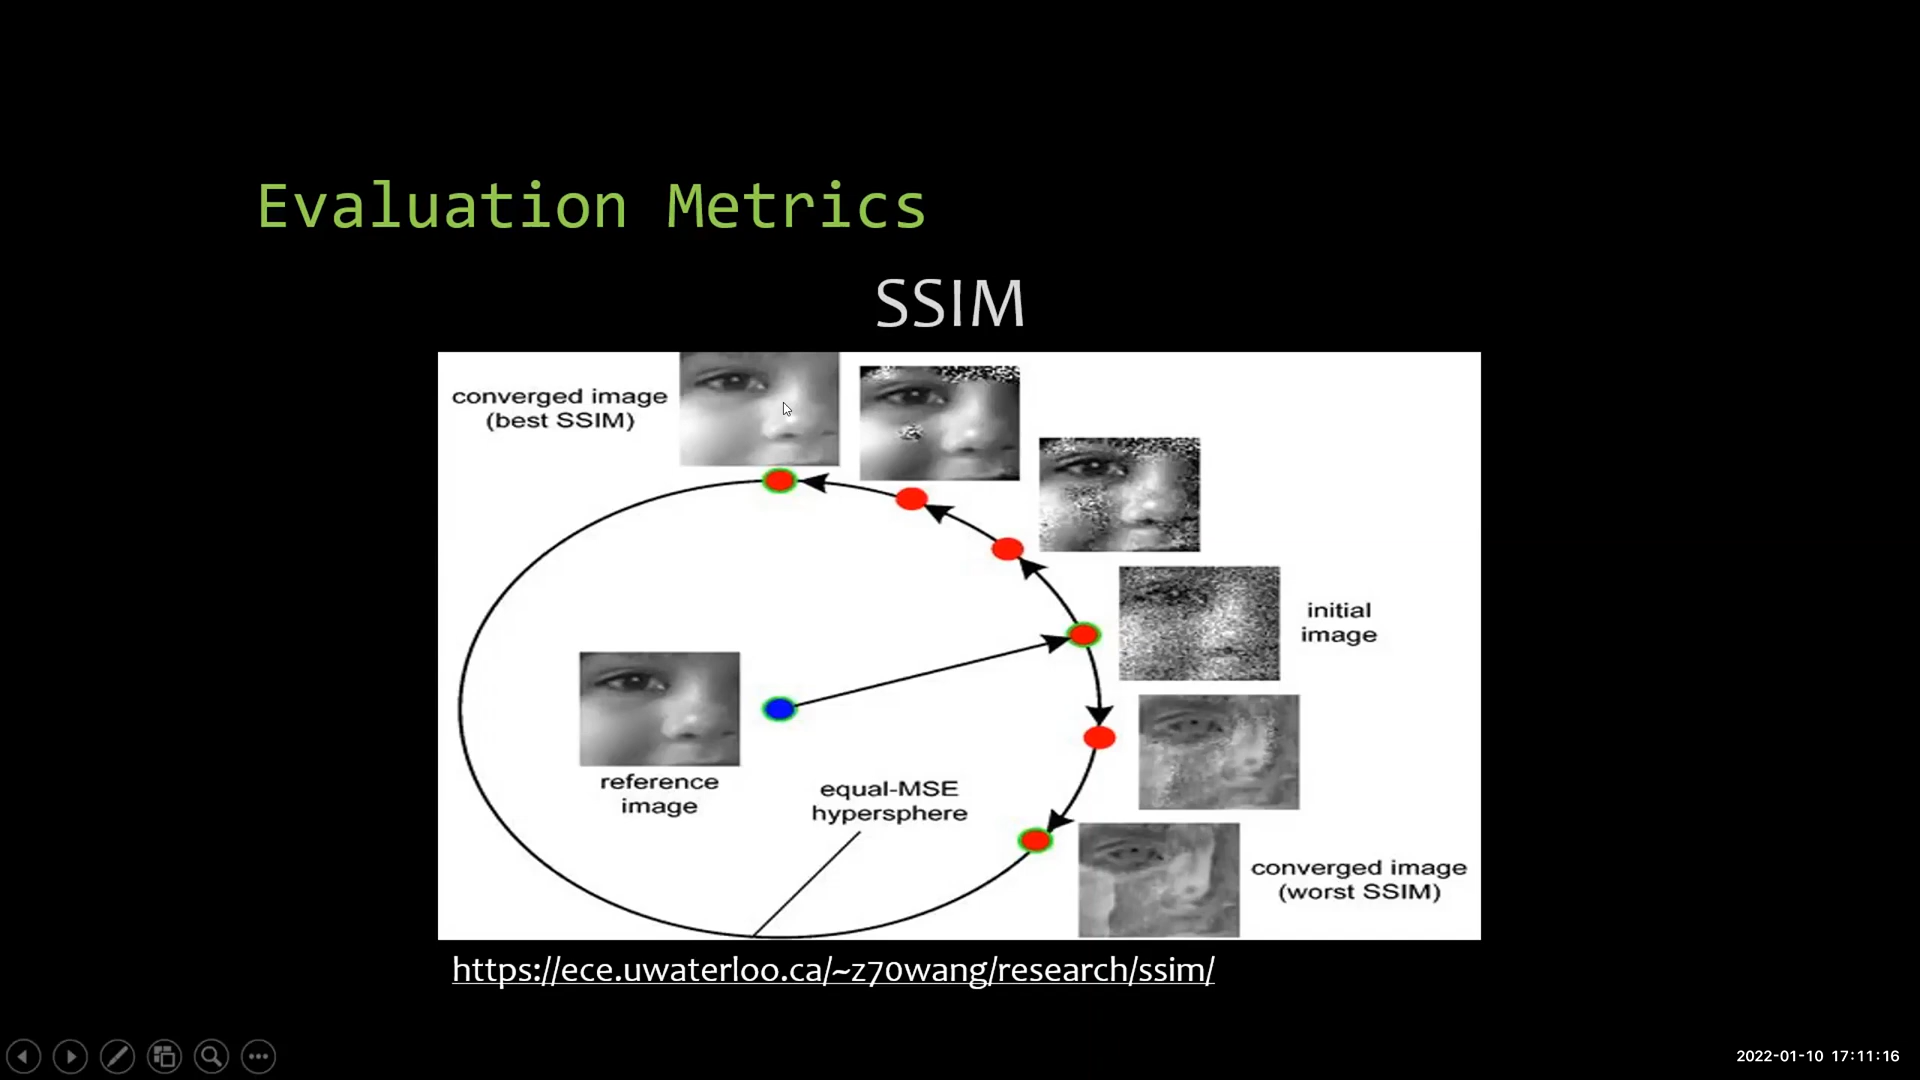 Evaluation Metrics
SSIM
converged image
(best SSIM)
initial
image
reference
image
equal-MSE
hypersphere
converged image
(worst SSIM)
https://ece.uwaterloo.ca/~z70wang/research/ssim/
2022-01-10 17:11:16